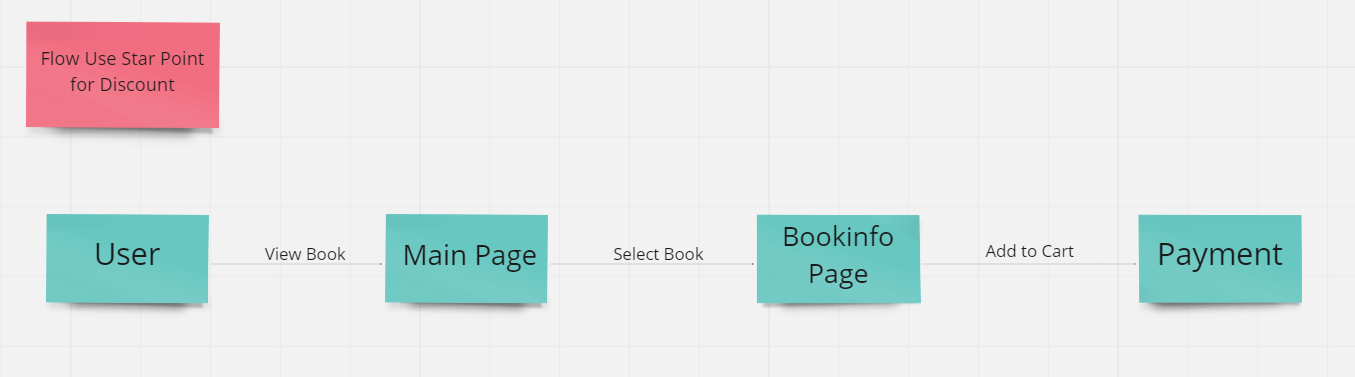 Flow Use Star Point
for Discount
User
View Book
Main Page
Select Book
Bookinfo
Page
Add to Cart
Payment